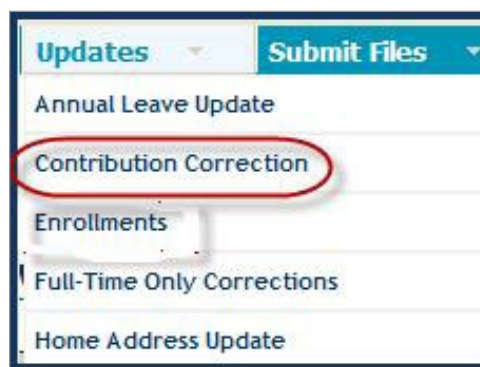 Updates Submit Files
Annual Leave Update
Contribution Correction
Enrollments
Full-Time Only Corrections
Home Address Update